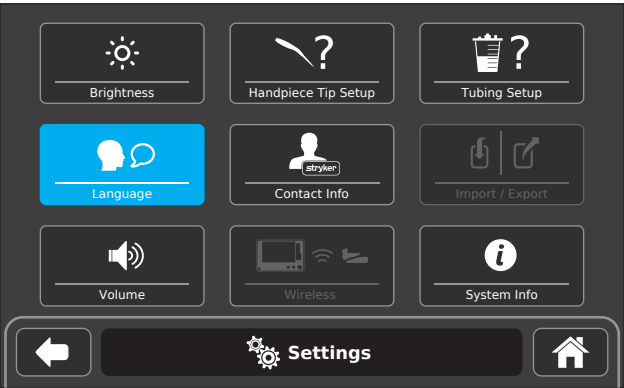 Brightness
Handpiece Tip Setup
Tubing Setup
Language
stryker
Contact Info
Import / Export
Volume
Wireless
System Info
Settings